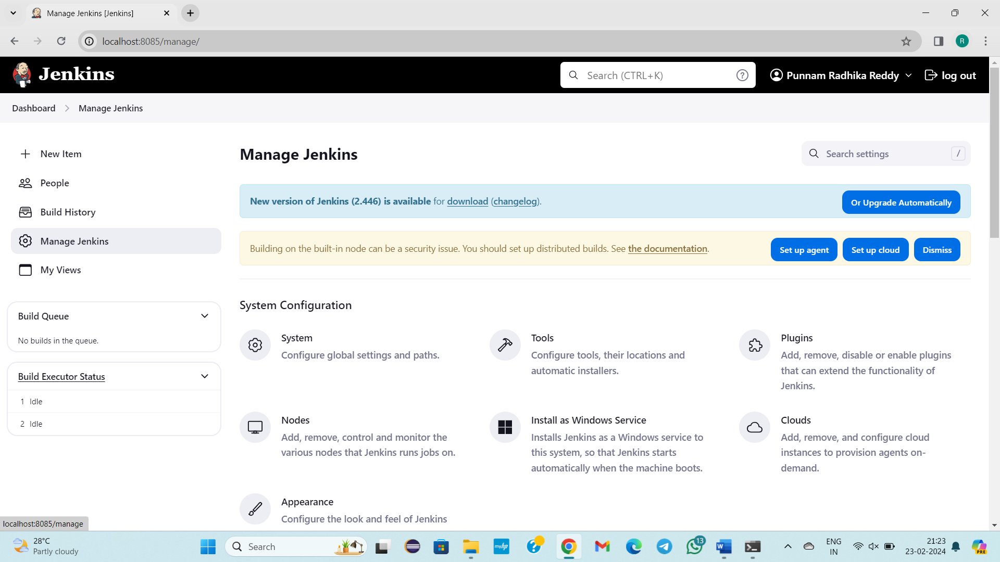 Manage Jenkins [Jenkins]
localhost:8085/manage/
Jenkins
Search (CTRL+K)
?
Punnam Radhika Reddy
log out
R
Dashboard
Manage Jenkins
New Item
People
Build History
Manage Jenkins
My Views
Build Queue
No builds in the queue.
Build Executor Status
1 Idle
2 Idle
Manage Jenkins
Search settings
/
New version of Jenkins (2.446) is available for download (changelog).
Or Upgrade Automatically
Building on the built-in node can be a security issue. You should set up distributed builds. See the documentation.
Set up agent
Set up cloud
Dismiss
System Configuration
System
Configure global settings and paths.
Tools
Configure tools, their locations and
automatic installers.
Plugins
Add, remove, disable or enable plugins
that can extend the functionality of
Jenkins.
Nodes
Add, remove, control and monitor the
various nodes that Jenkins runs jobs on.
Install as Windows Service
Installs Jenkins as a Windows service to
this system, so that Jenkins starts
automatically when the machine boots.
Clouds
Add, remove, and configure cloud
instances to provision agents on-
demand.
Appearance
Configure the look and feel of Jenkins
localhost:8085/manage
28°C
Partly cloudy
Search
myhp
?
13
W
ENG
IN
21:23
23-02-2024
PRE